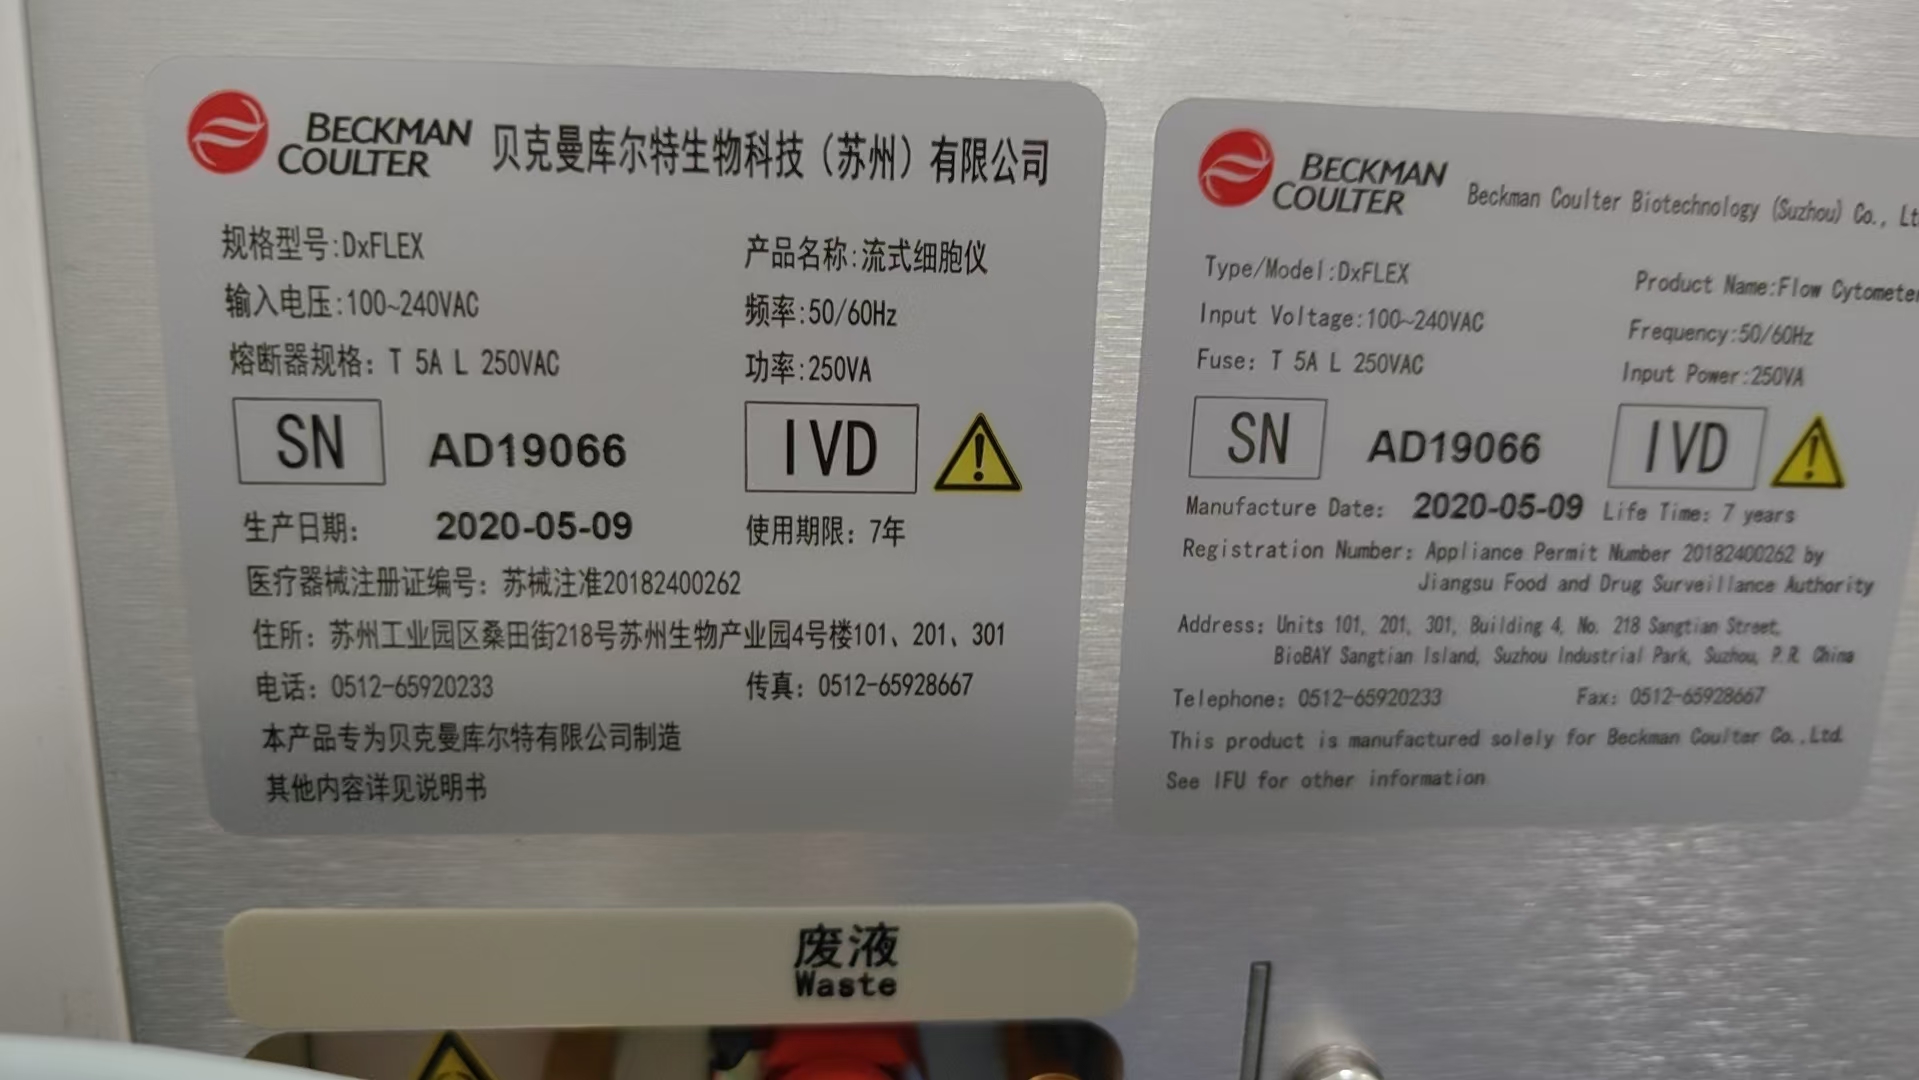 BECKMAN
COULTER
贝克曼库尔特生物科技（苏州）有限公司
规格型号:DxFLEX 产品名称:流式细胞仪
输入电压:100~240VAC 频率:50/60Hz
熔断器规格: T 5A L 250VAC 功率:250VA
SN AD19066 IVD
生产日期: 2020-05-09 使用期限: 7年
医疗器械注册证编号: 苏械注准20182400262
住所: 苏州工业园区桑田街218号苏州生物产业园4号楼101、201、301
电话: 0512-65920233 传真: 0512-65928667
本产品专为贝克曼库尔特有限公司制造
其他内容详见说明书
BECKMAN
COULTER
Beckman Coulter Biotechnology (Suzhou) Co., Lt
Type/Model:DxFLEX Product Name:Flow Cytometer
Input Voltage:100~240VAC Frequency:50/60Hz
Fuse: T 5A L 250VAC Input Power:250VA
SN AD19066 IVD
Manufacture Date: 2020-05-09 Life Time: 7 years
Registration Number: Appliance Permit Number 20182400262 by
Jiangsu Food and Drug Surveillance Authority
Address: Units 101, 201, 301, Building 4, No. 218 Sangtian Street,
BioBAY Sangtian Island, Suzhou Industrial Park, Suzhou, P.R. China
Telephone: 0512-65920233 Fax: 0512-65928667
This product is manufactured solely for Beckman Coulter Co.,Ltd.
See IFU for other information
废液
Waste